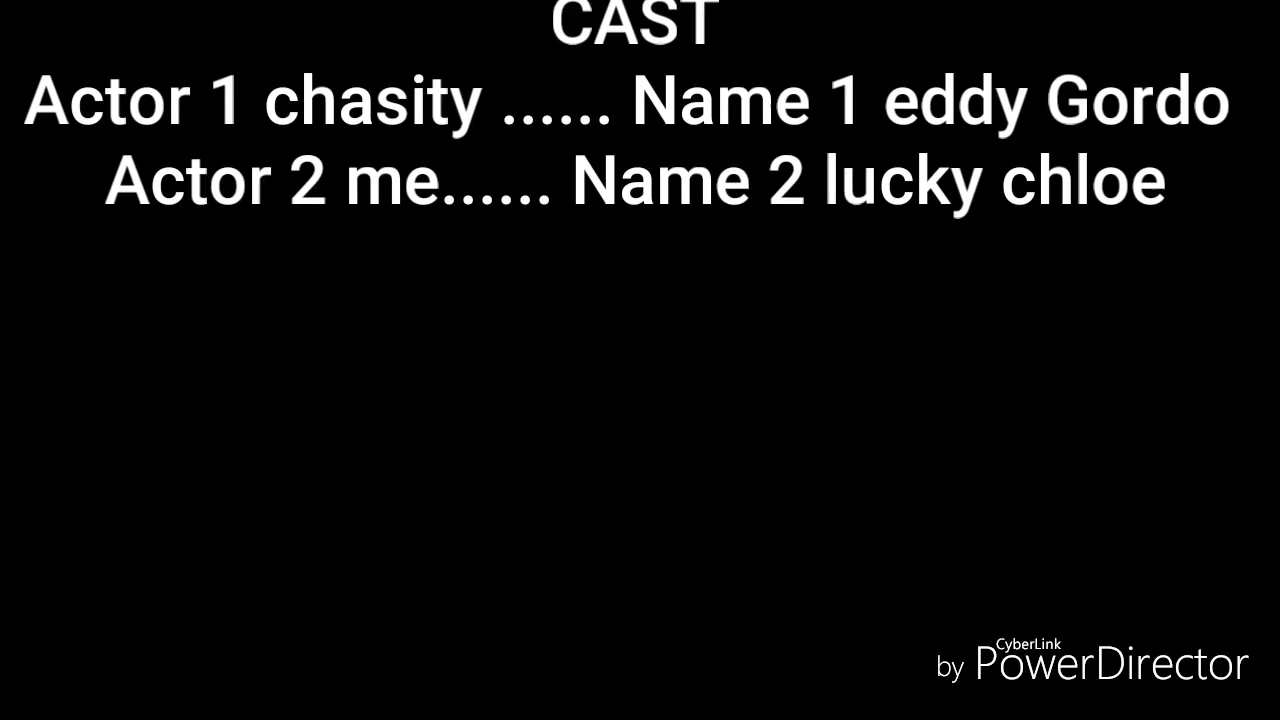 CAST
Actor 1 chasity ...... Name 1 eddy Gordo
Actor 2 me...... Name 2 lucky chloe
CyberLink
by PowerDirector